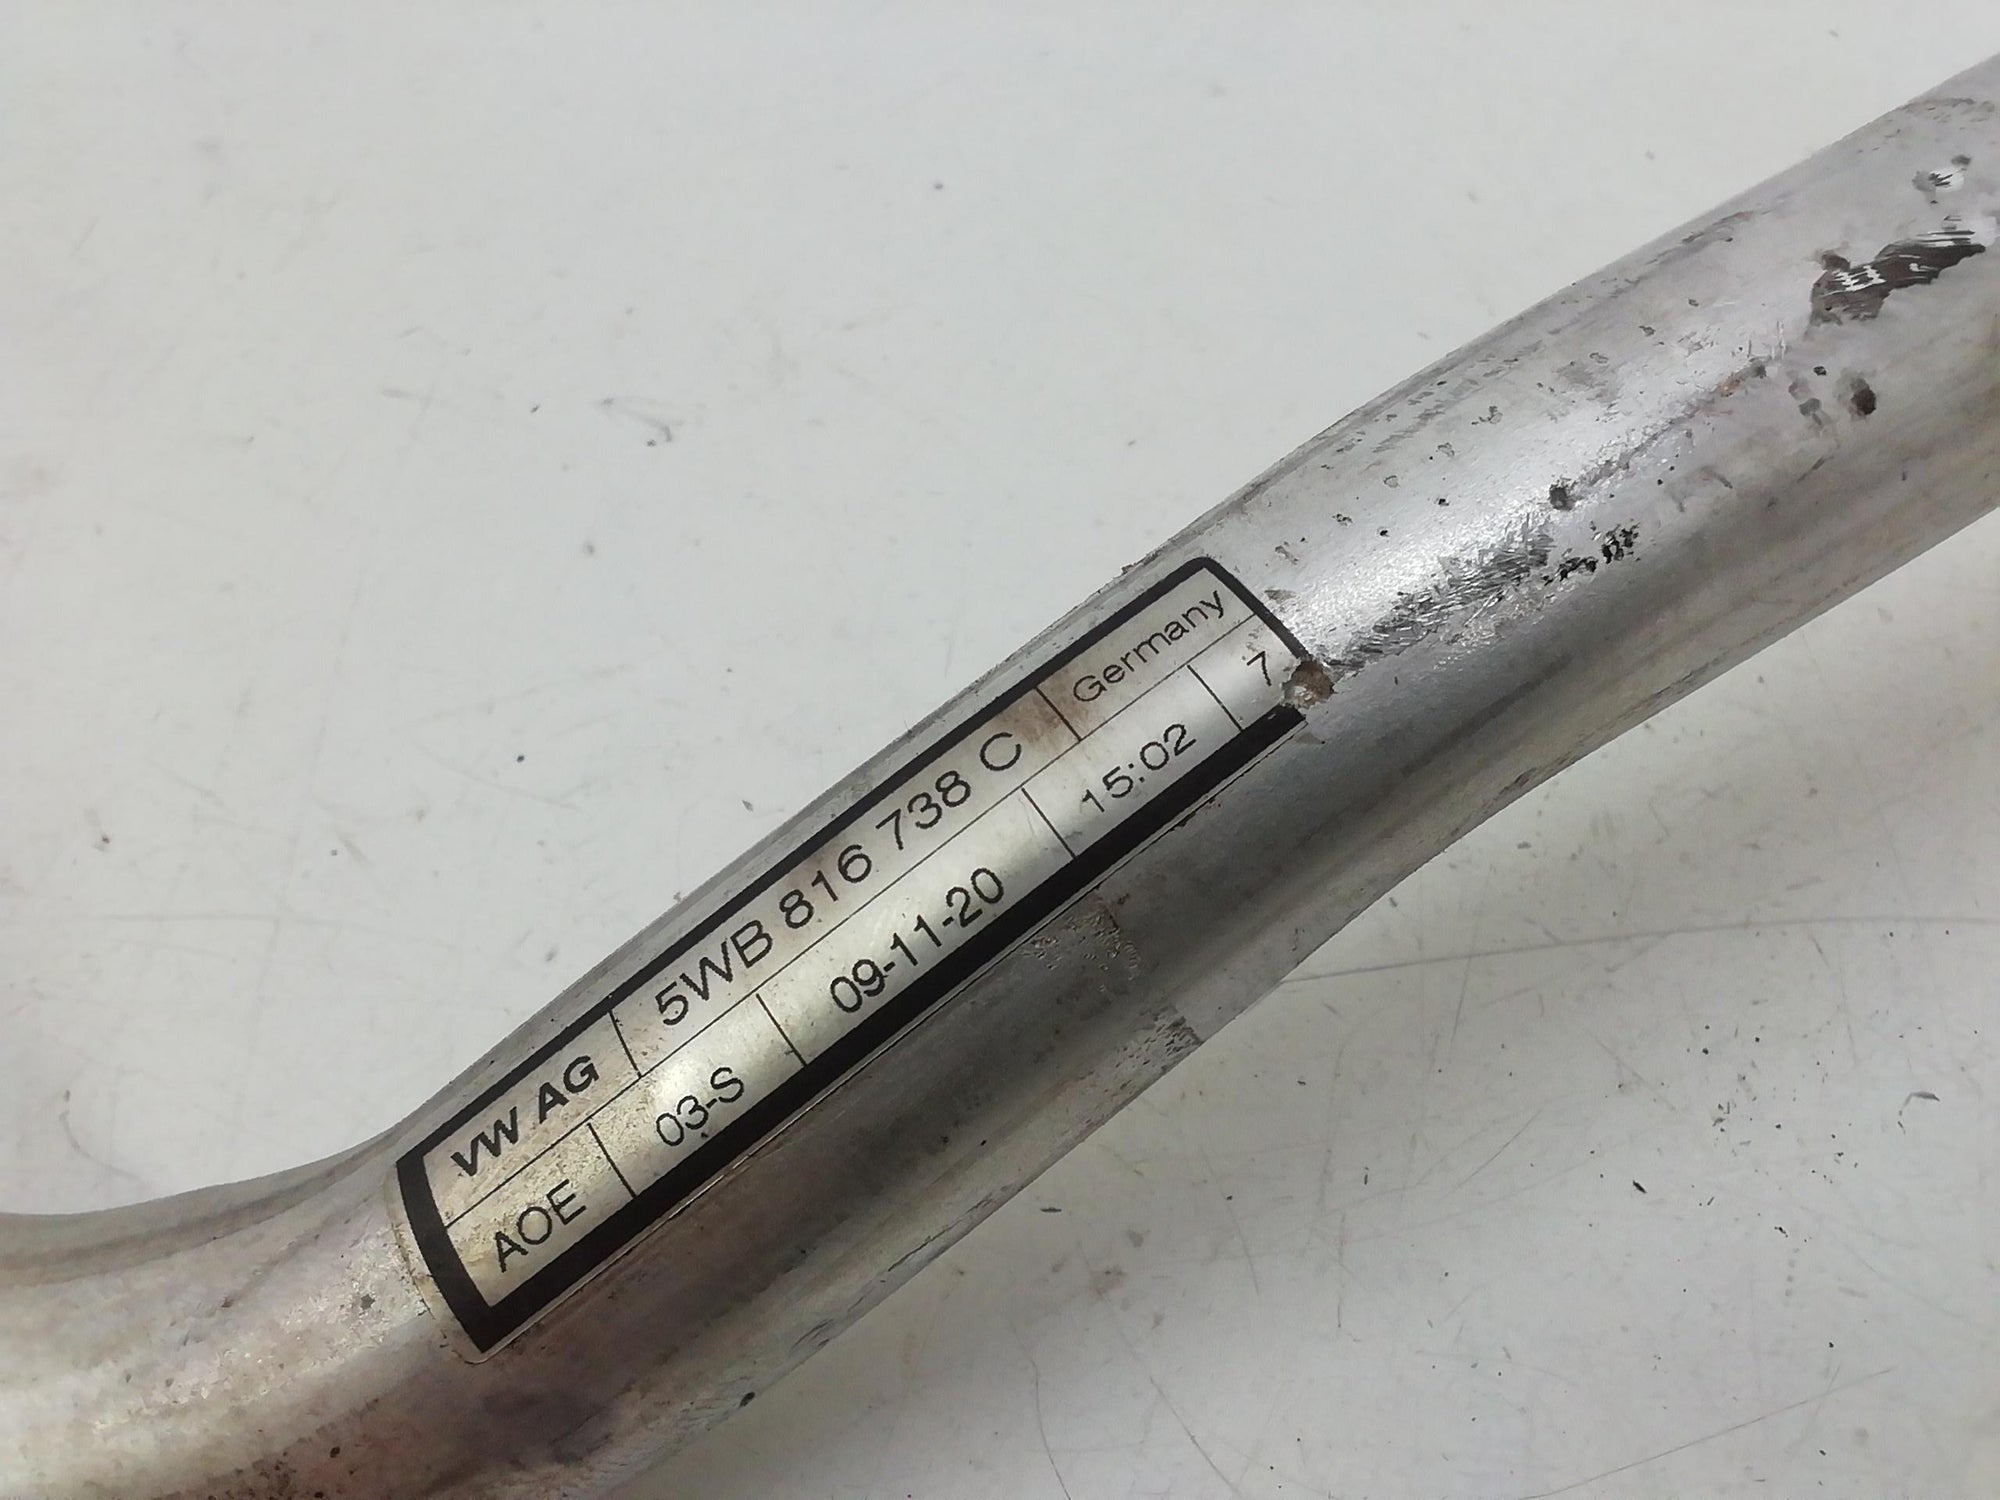 VW AG 5WB 816 738 C Germany
AOE 03-S 09-11-20 15:02 7